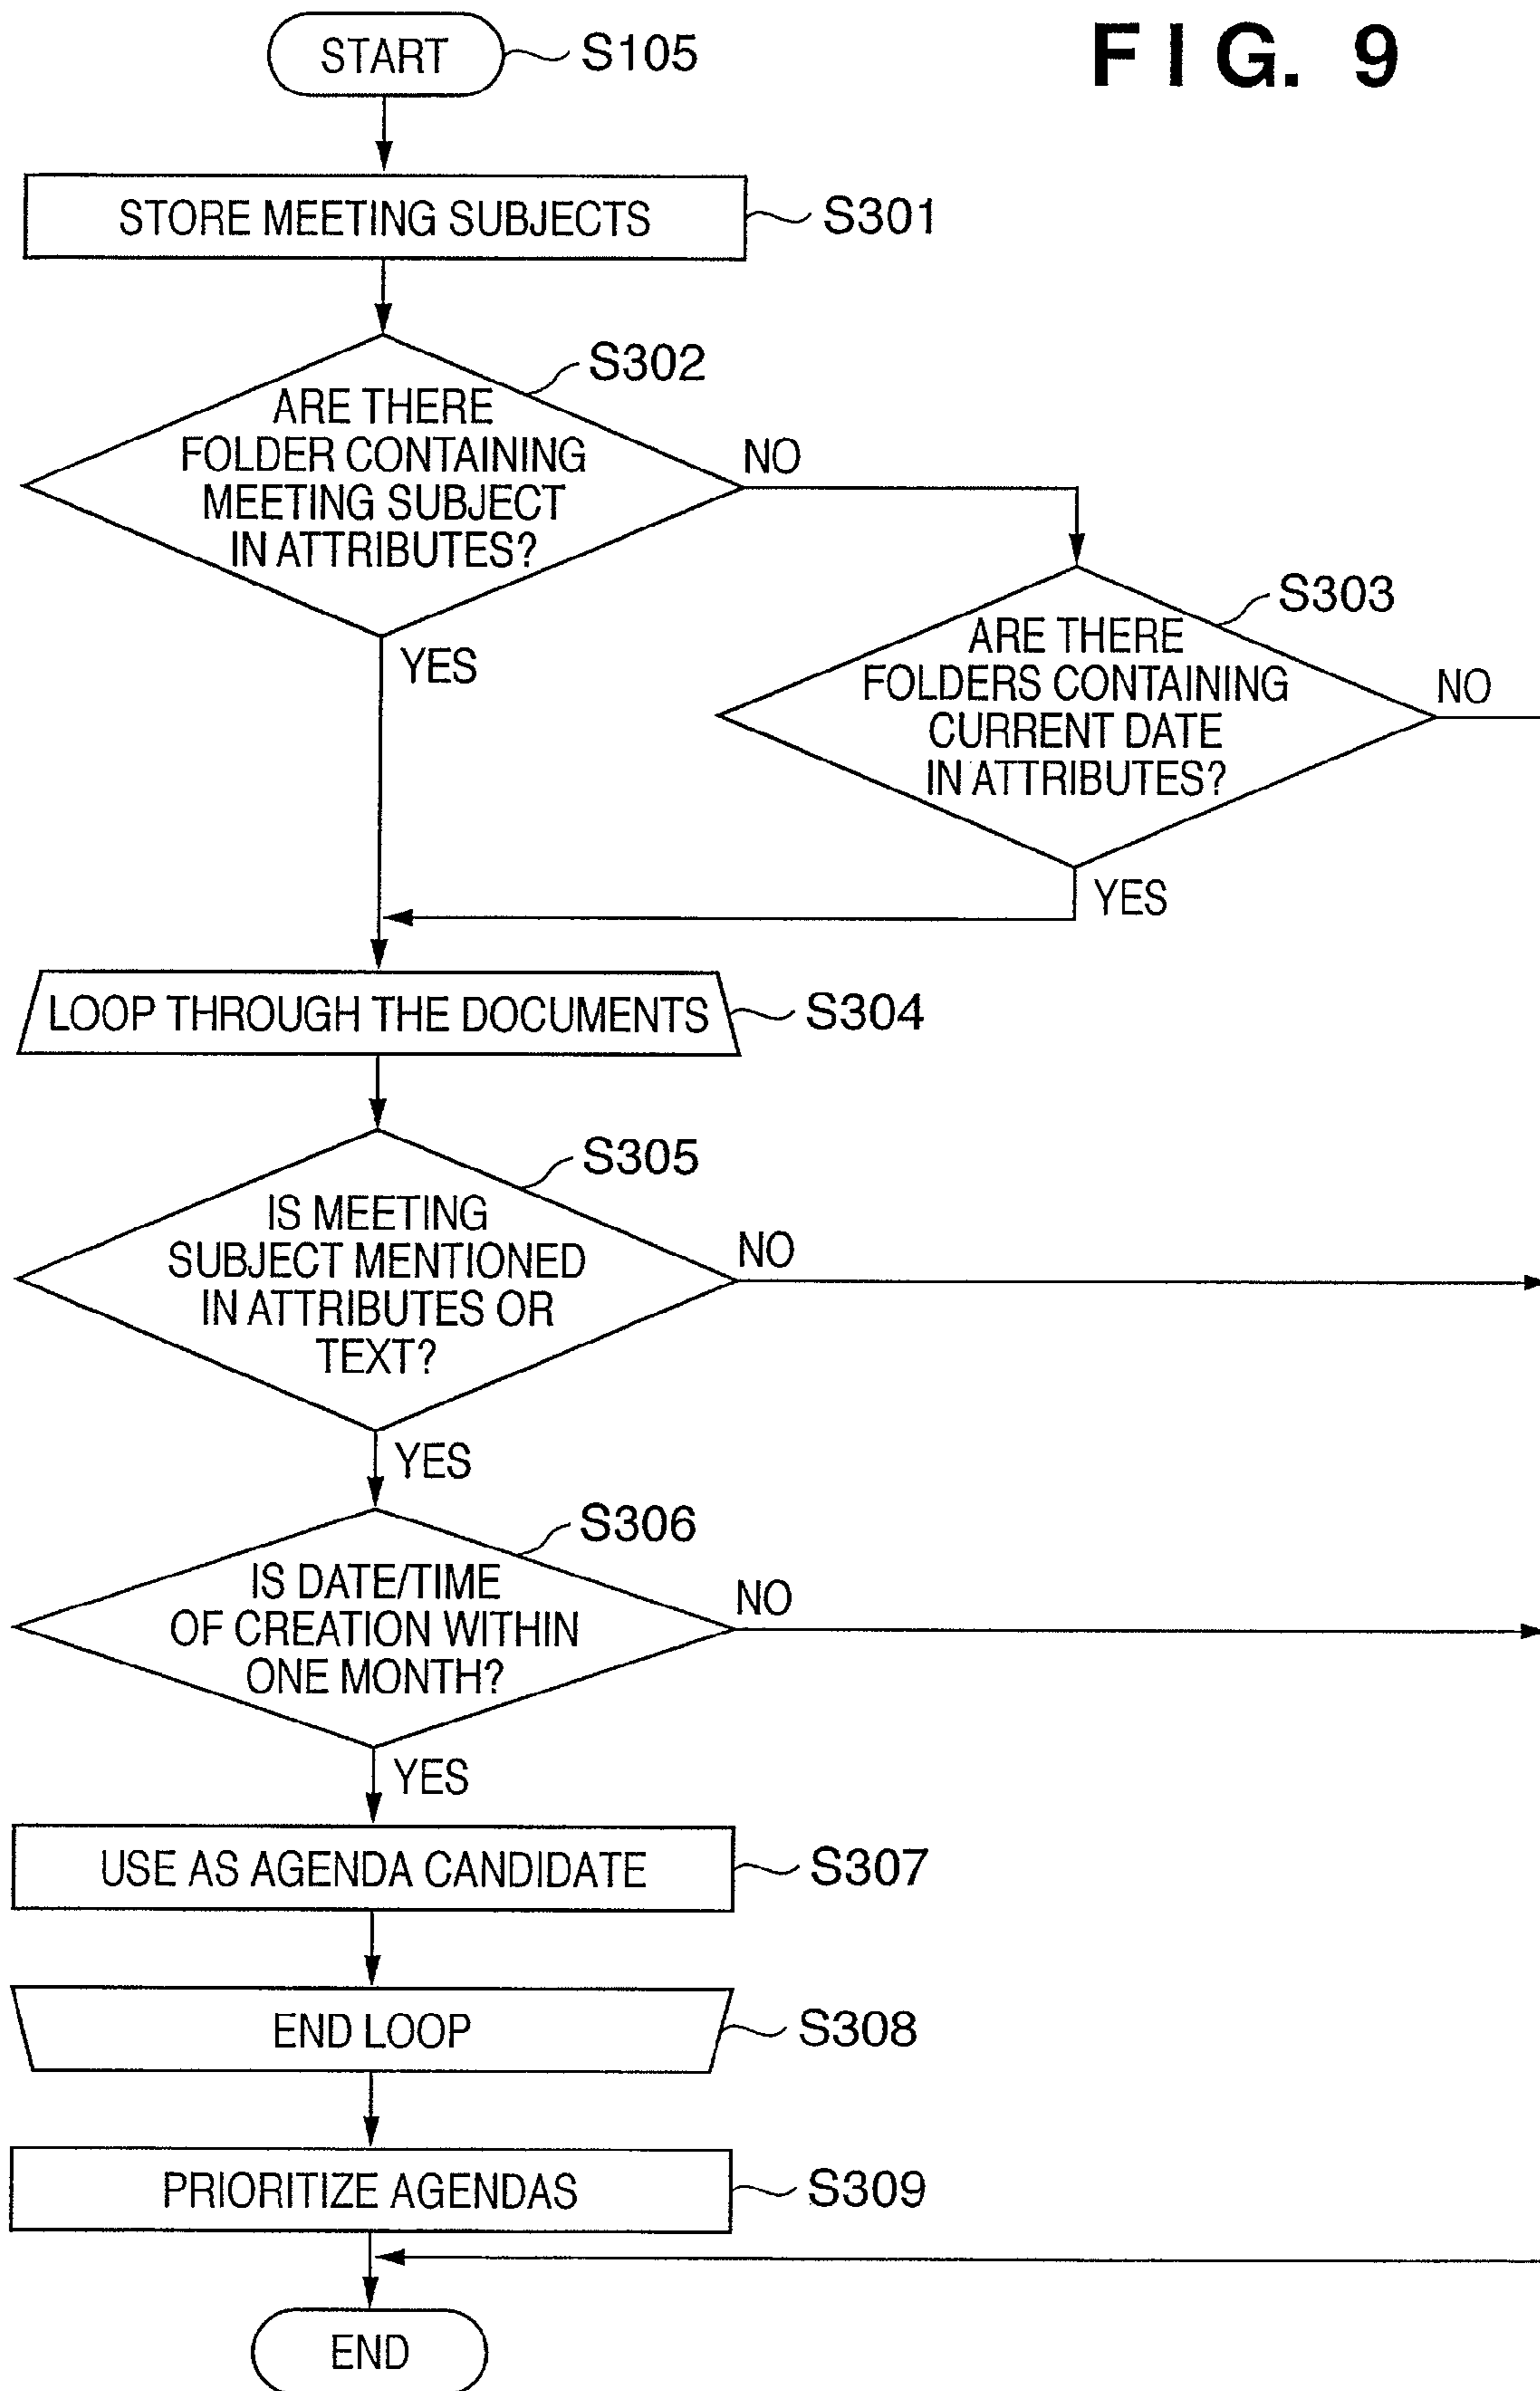 FIG. 9
START
S105
STORE MEETING SUBJECTS
S301
S302
ARE THERE
FOLDER CONTAINING
MEETING SUBJECT
IN ATTRIBUTES?
NO
YES
S303
ARE THERE
FOLDERS CONTAINING
CURRENT DATE
IN ATTRIBUTES?
NO
YES
LOOP THROUGH THE DOCUMENTS
S304
S305
IS MEETING
SUBJECT MENTIONED
IN ATTRIBUTES OR
TEXT?
NO
YES
S306
IS DATE/TIME
OF CREATION WITHIN
ONE MONTH?
NO
YES
USE AS AGENDA CANDIDATE
S307
END LOOP
S308
PRIORITIZE AGENDAS
S309
END